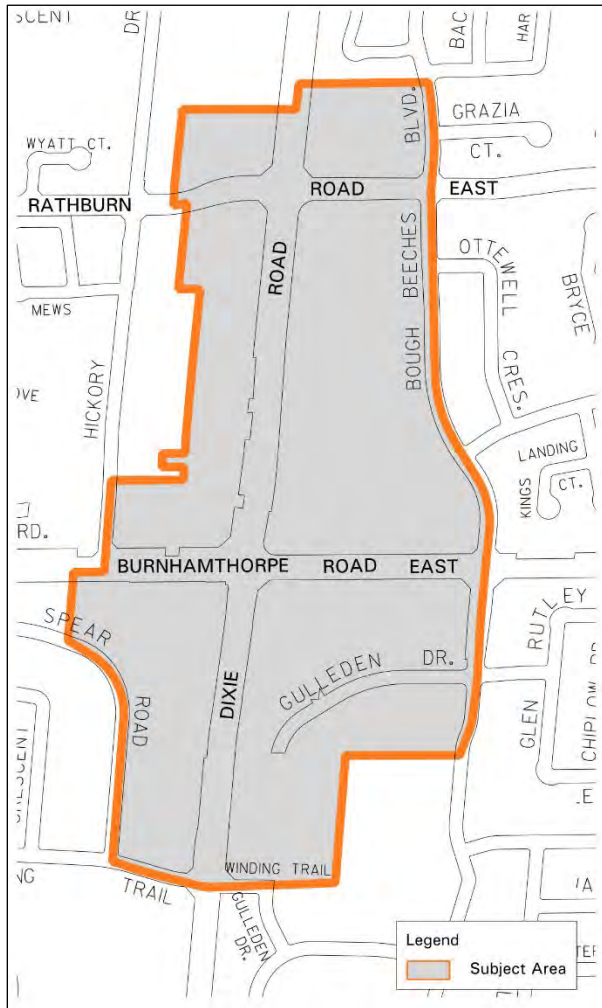 SCENT
DR
BAC
HAR
BLVD.
GRAZIA
CT.
WYATT CT.
RATHBURN
ROAD
EAST
ROAD
BEECHES
OTTEWELL
CRES.
BRYCE
MEWS
BOUGH
HICKORY
OVE
LANDING
KINGS
CT.
RD.
BURNHAMTHORPE ROAD EAST
SPEAR
ROAD
RUTLEY
GULLEDEN DR.
DIXIE
GLEN
CHIPLOW
WINDING TRAIL
NG
TRAIL
GULLEDEN
DR.
Legend
Subject Area